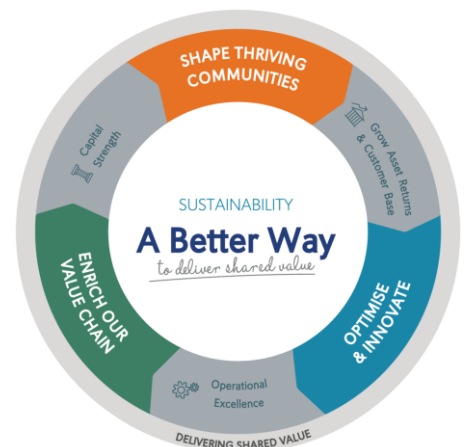 SHAPE THRIVING
COMMUNITIES
Grow Asset Returns
& Customer Base
OPTIMISE
& INNOVATE
Operational
Excellence
ENRICH OUR
VALUE CHAIN
Capital
Strength
SUSTAINABILITY
A Better Way
to deliver shared value
DELIVERING SHARED VALUE